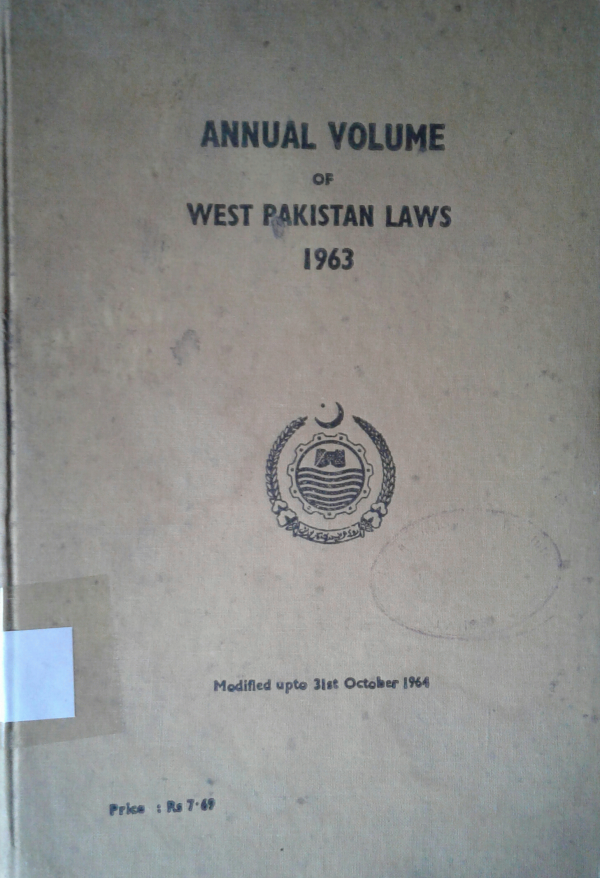 ANNUAL VOLUME
OF
WEST PAKISTAN LAWS
1963
Modified upto 31st October 1964
Price : Rs 7·69